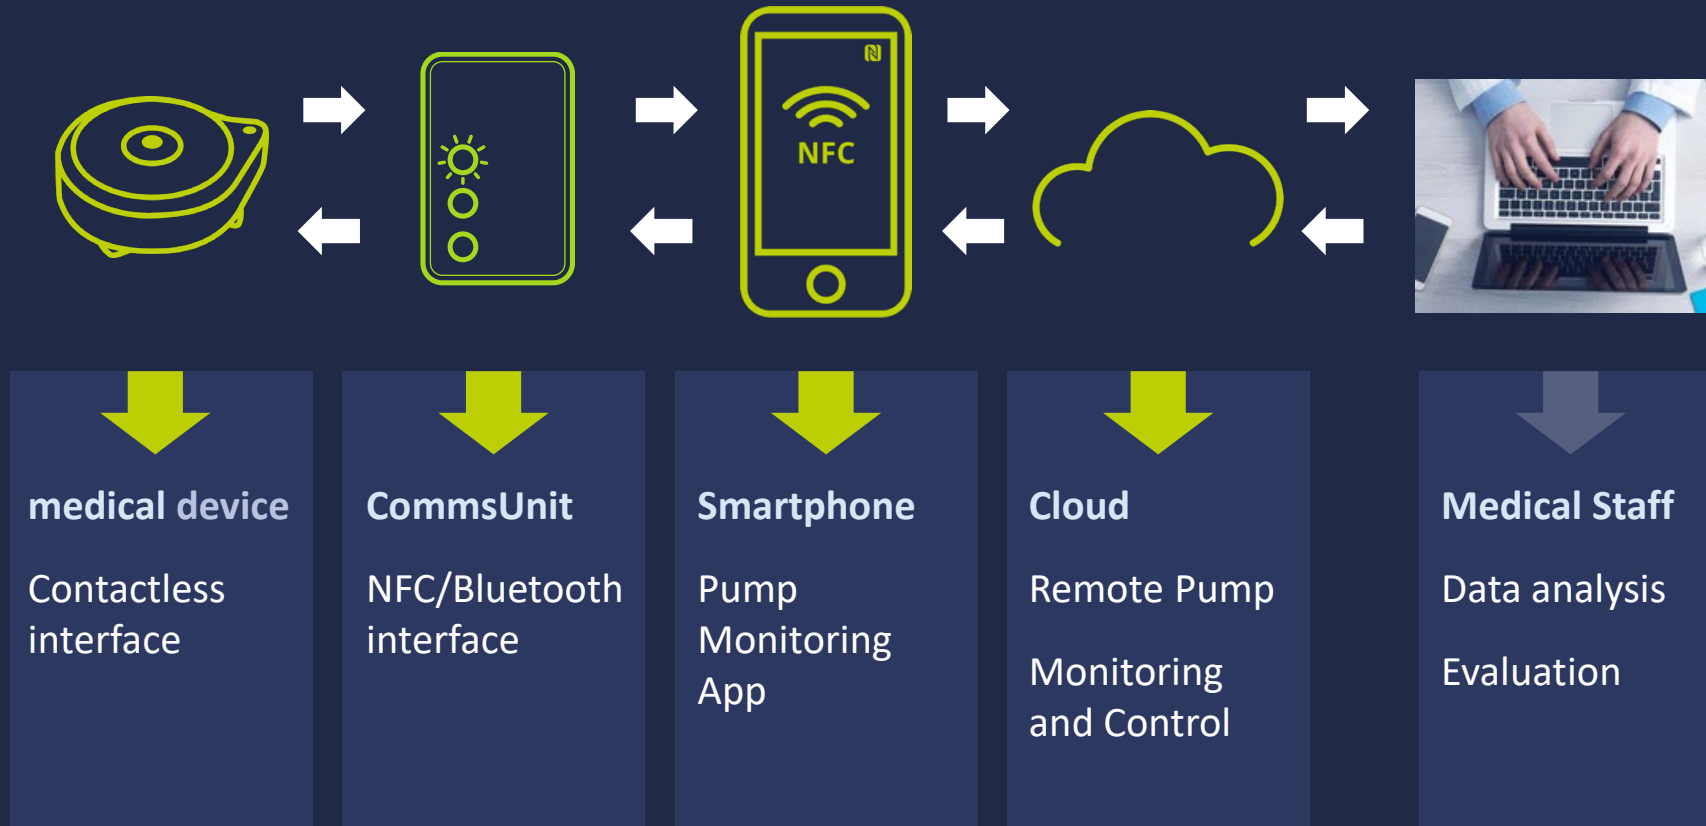 NFC
medical device
Contactless
interface
CommsUnit
NFC/Bluetooth
interface
Smartphone
Pump
Monitoring
App
Cloud
Remote Pump
Monitoring
and Control
Medical Staff
Data analysis
Evaluation